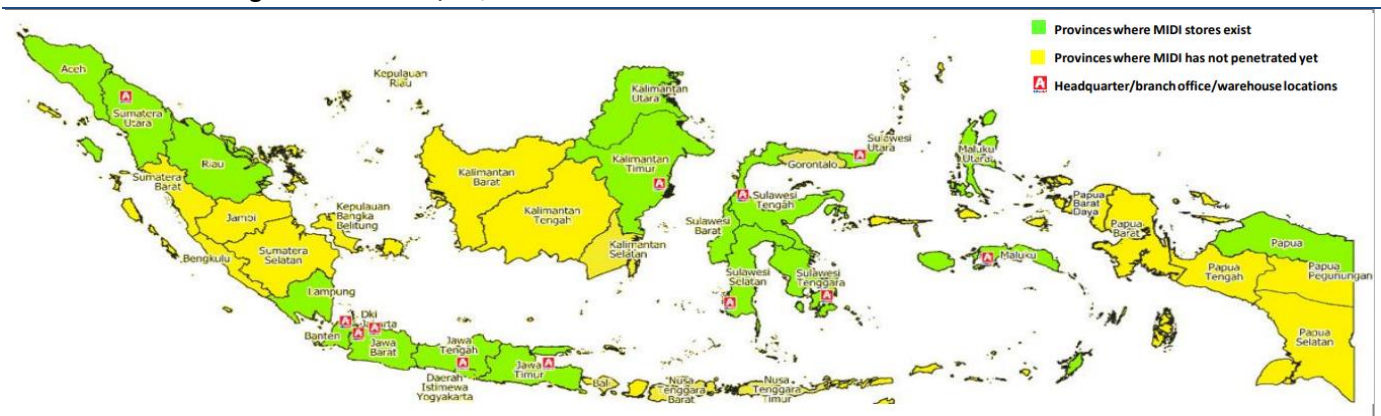 Provinces where MIDI stores exist
Provinces where MIDI has not penetrated yet
A Headquarter/branch office/warehouse locations
Aceh
Sumatera
Utara
Riau
Sumatera
Barat
Jambi
Bengkulu
Sumatera
Selatan
Lampung
Kepulauan
Riau
Kepulauan
Bangka
Belitung
Banten
Dki
Jakarta
Jawa
Barat
Jawa
Tengah
Daerah
Istimewa
Yogyakarta
Jawa
Timur
Bali
Nusa
Tenggara
Barat
Nusa
Tenggara
Timur
Kalimantan
Barat
Kalimantan
Tengah
Kalimantan
Selatan
Kalimantan
Timur
Kalimantan
Utara
Sulawesi
Utara
Gorontalo
Sulawesi
Tengah
Sulawesi
Barat
Sulawesi
Selatan
Sulawesi
Tenggara
Maluku
Utara
Maluku
Papua
Barat
Daya
Papua
Barat
Papua
Tengah
Papua
Papua
Pegunungan
Papua
Selatan